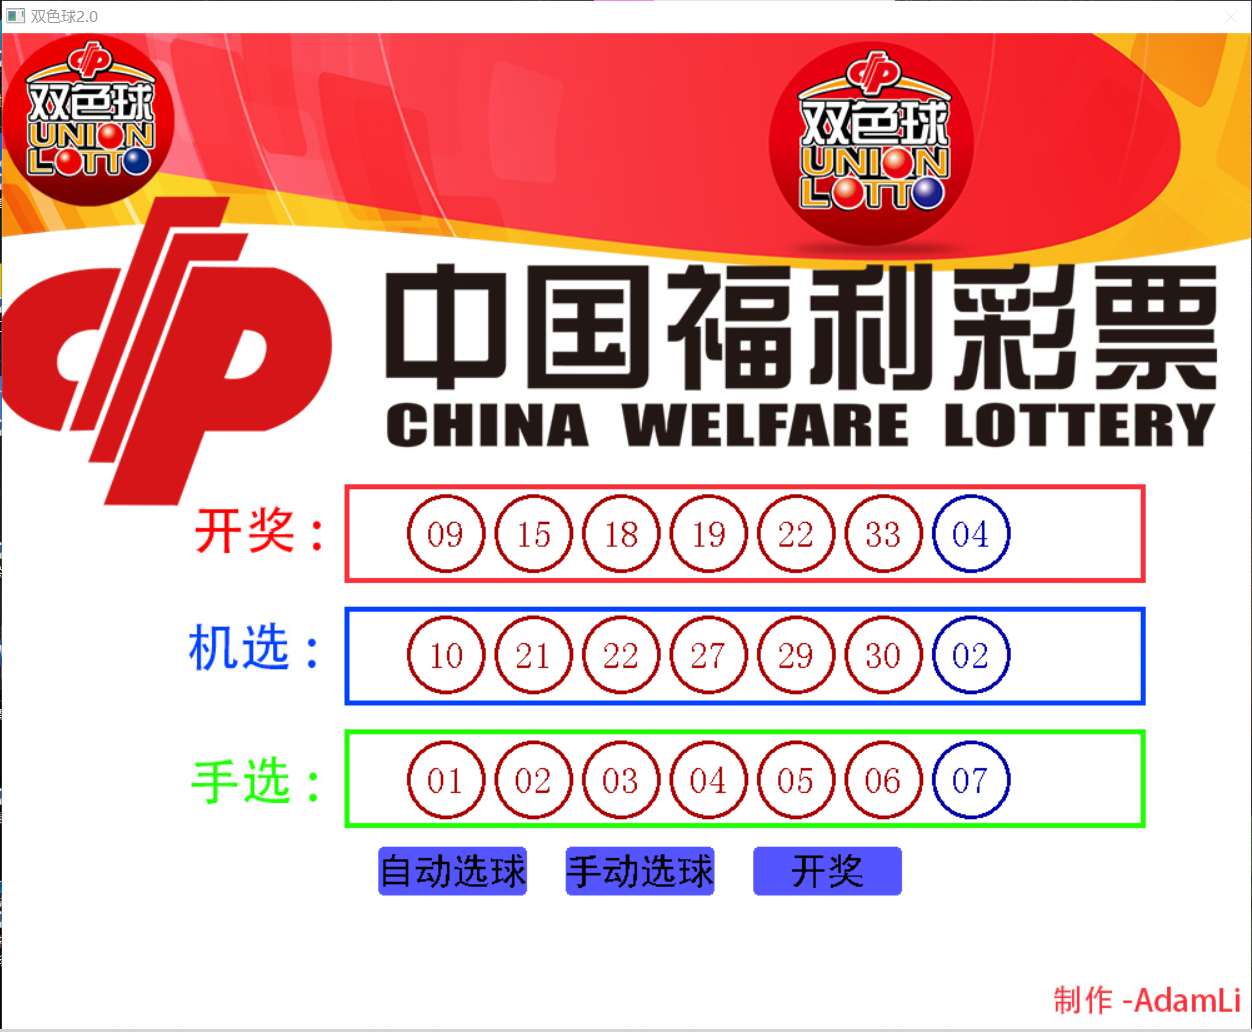 双色球2.0
双色球
UNION
LOTTO
双色球
UNION
LOTTO
中国福利彩票
CHINA WELFARE LOTTERY
开奖： 09 15 18 19 22 33 04
机选： 10 21 22 27 29 30 02
手选： 01 02 03 04 05 06 07
自动选球 手动选球 开奖
制作 -AdamLi